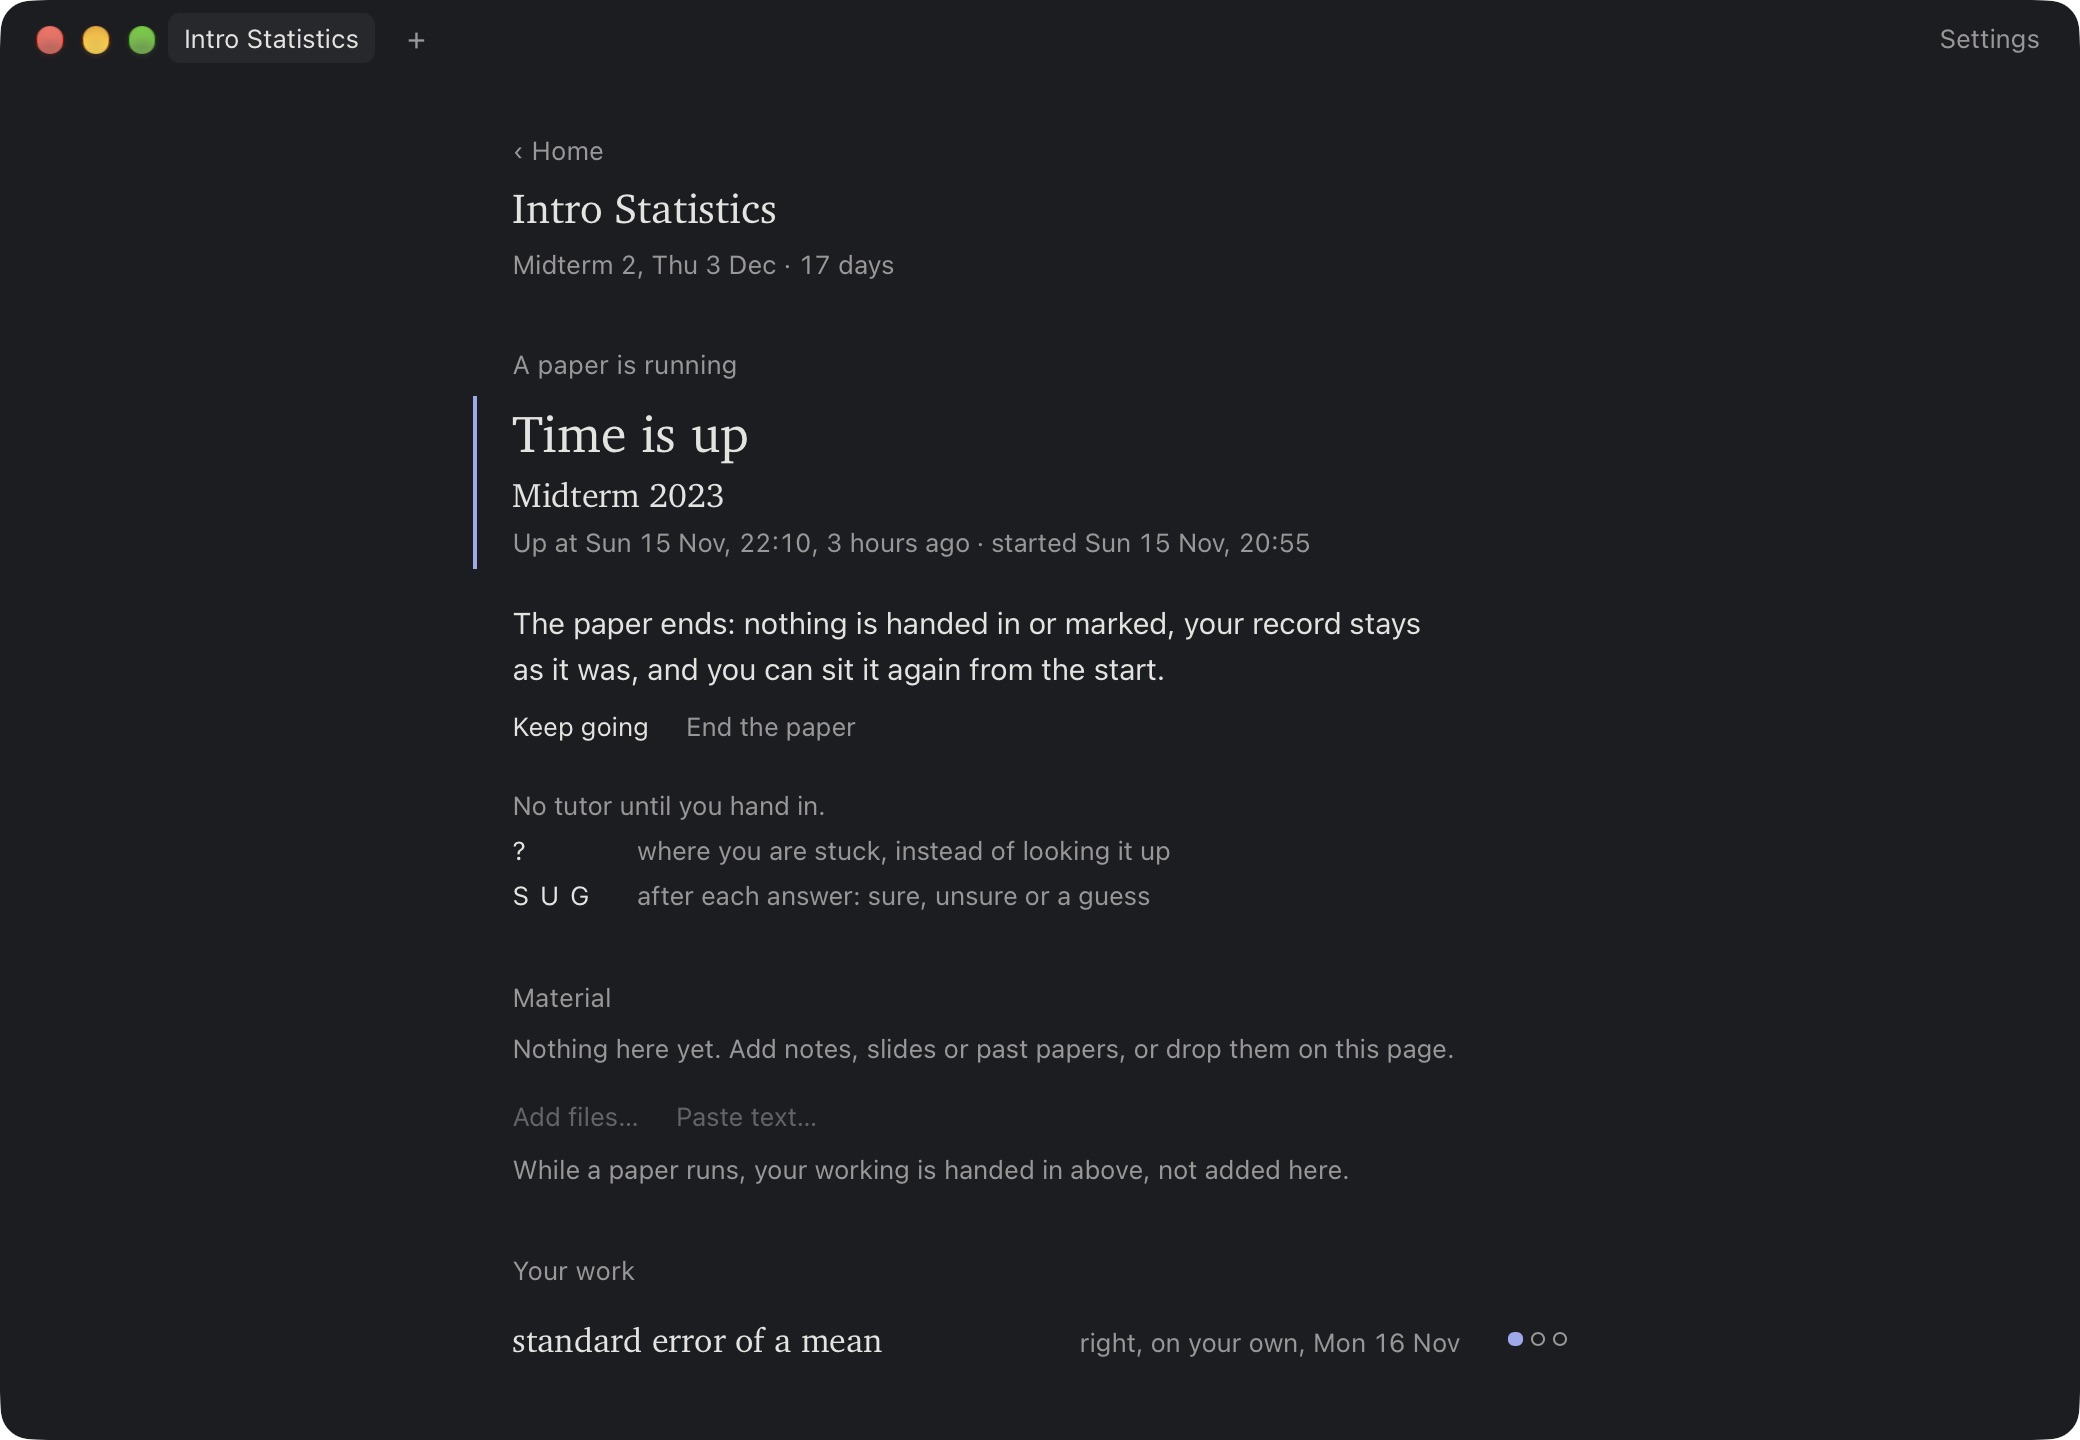 Intro Statistics
+
Settings
‹ Home
Intro Statistics
Midterm 2, Thu 3 Dec · 17 days
A paper is running
Time is up
Midterm 2023
Up at Sun 15 Nov, 22:10, 3 hours ago · started Sun 15 Nov, 20:55
The paper ends: nothing is handed in or marked, your record stays
as it was, and you can sit it again from the start.
Keep going End the paper
No tutor until you hand in.
? where you are stuck, instead of looking it up
S U G after each answer: sure, unsure or a guess
Material
Nothing here yet. Add notes, slides or past papers, or drop them on this page.
Add files… Paste text…
While a paper runs, your working is handed in above, not added here.
Your work
standard error of a mean right, on your own, Mon 16 Nov